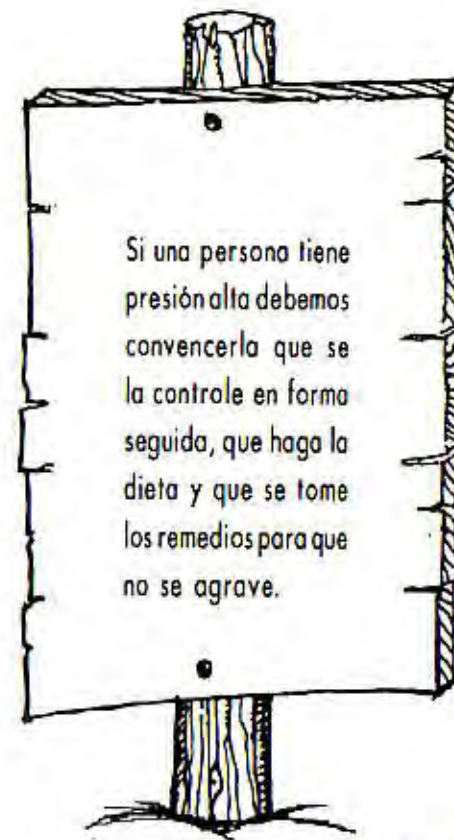 Si una persona tiene
presión alta debemos
convencerla que se
la controle en forma
seguida, que haga la
dieta y que se tome
los remedios para que
no se agrave.